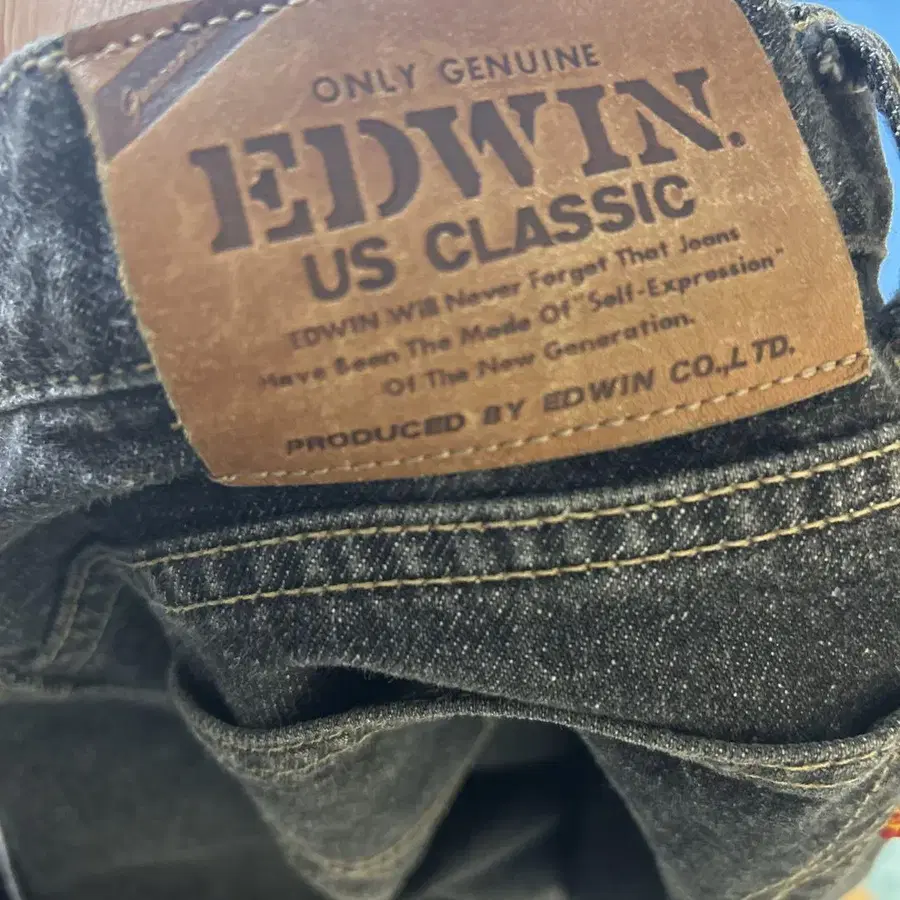 ONLY GENUINE
EDWIN.
US CLASSIC
EDWIN Will Never Forget That Jeans
Have Been The Mode Of "Self-Expression"
Of The New Generation.
PRODUCED BY EDWIN CO.,LTD.